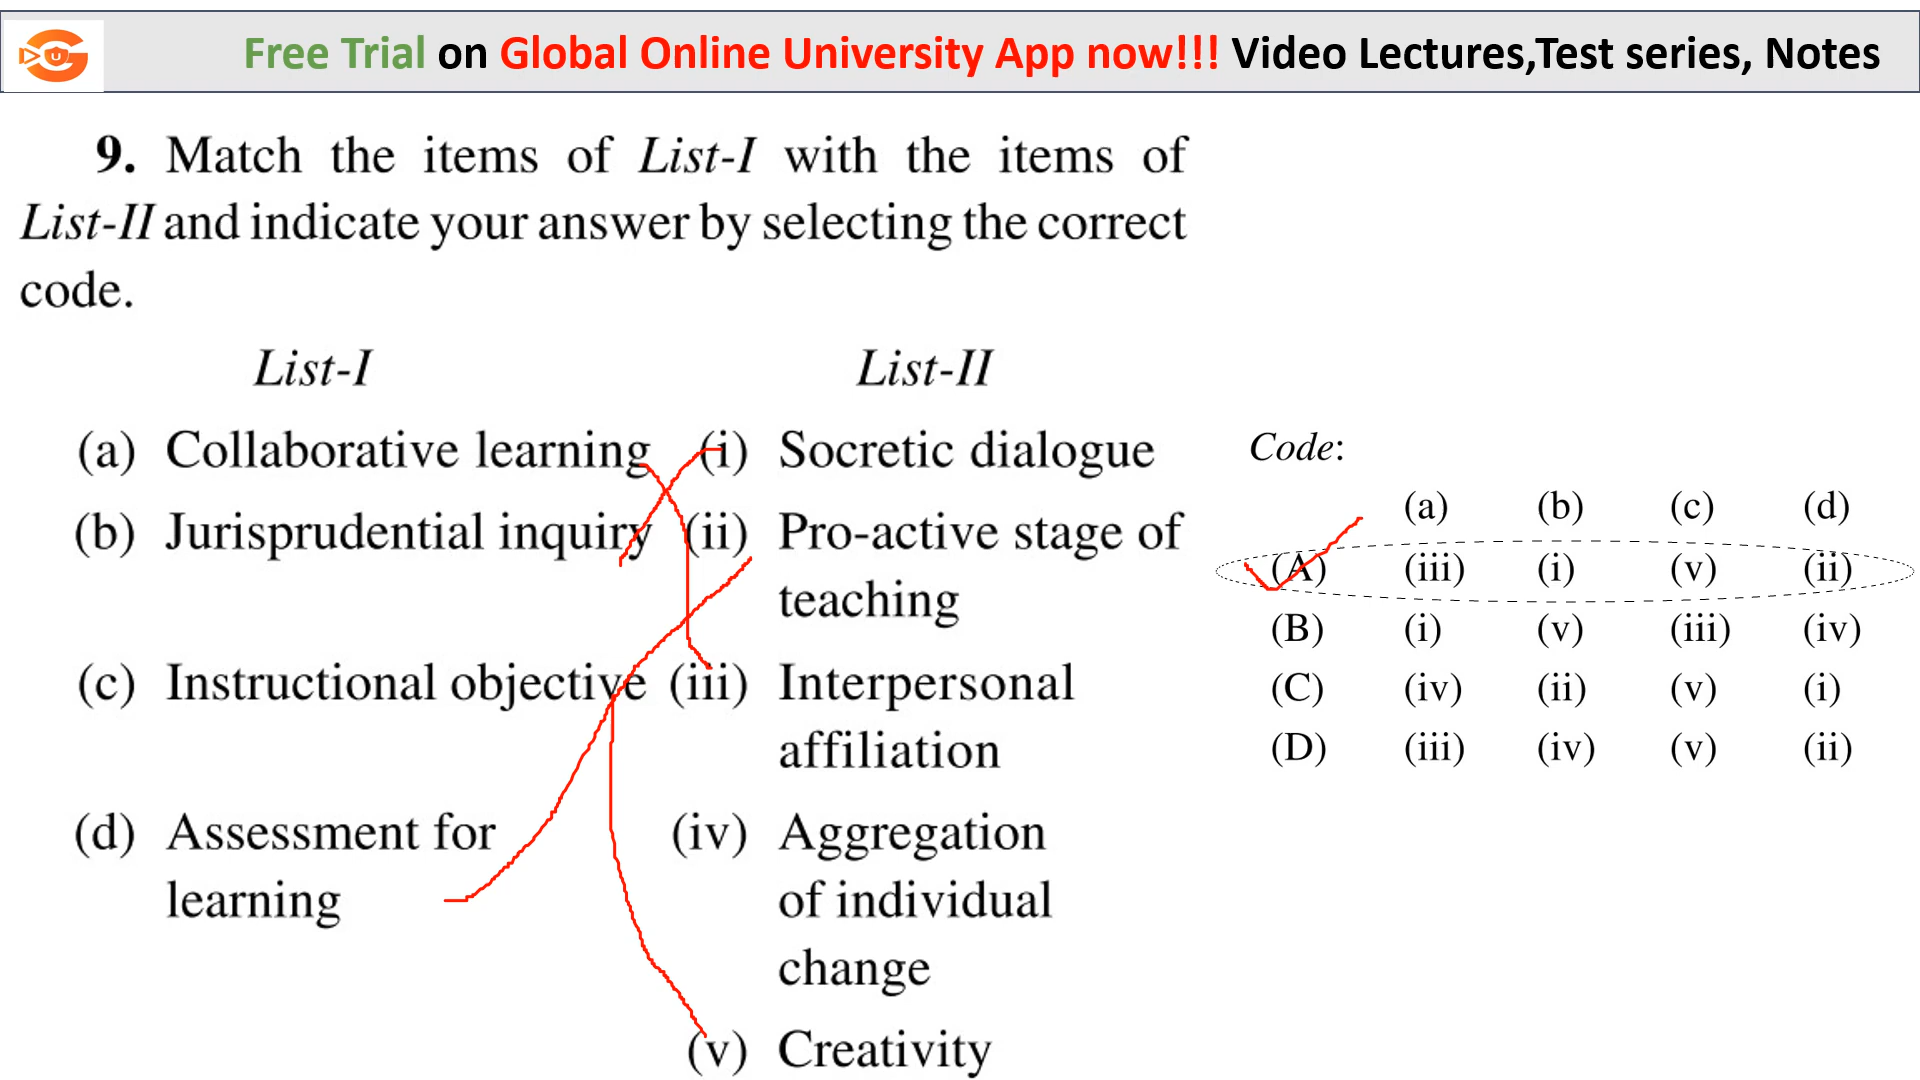 Free Trial on Global Online University App now!!! Video Lectures,Test series, Notes
9. Match the items of List-I with the items of
List-II and indicate your answer by selecting the correct
code.
List-I List-II
(a) Collaborative learning (i) Socretic dialogue
(b) Jurisprudential inquiry (ii) Pro-active stage of
teaching
(c) Instructional objective (iii) Interpersonal
affiliation
(d) Assessment for (iv) Aggregation
learning of individual
change
(v) Creativity
Code:
(a) (b) (c) (d)
(A) (iii) (i) (v) (ii)
(B) (i) (v) (iii) (iv)
(C) (iv) (ii) (v) (i)
(D) (iii) (iv) (v) (ii)